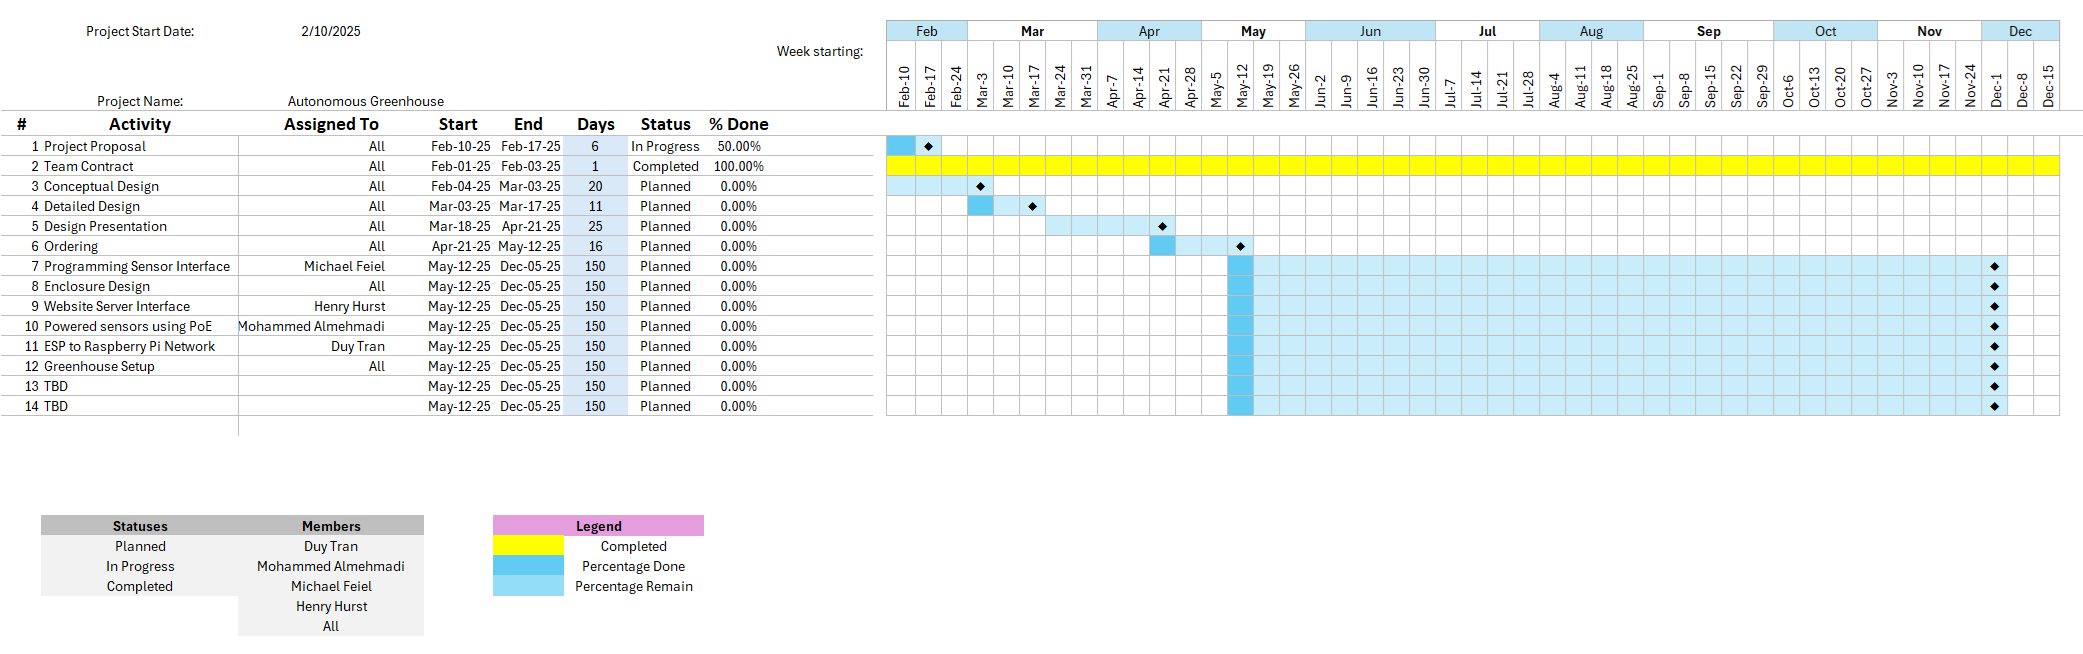 Project Start Date: 2/10/2025
Feb Mar Apr May Jun Jul Aug Sep Oct Nov Dec
Week starting:
Feb-10 Feb-17 Feb-24 Mar-3 Mar-10 Mar-17 Mar-24 Mar-31 Apr-7 Apr-14 Apr-21 Apr-28 May-5 May-12 May-19 May-26 Jun-2 Jun-9 Jun-16 Jun-23 Jun-30 Jul-7 Jul-14 Jul-21 Jul-28 Aug-4 Aug-11 Aug-18 Aug-25 Sep-1 Sep-8 Sep-15 Sep-22 Sep-29 Oct-6 Oct-13 Oct-20 Oct-27 Nov-3 Nov-10 Nov-17 Nov-24 Dec-1 Dec-8 Dec-15
Project Name: Autonomous Greenhouse
# Activity Assigned To Start End Days Status % Done
1 Project Proposal All Feb-10-25 Feb-17-25 6 In Progress 50.00%
2 Team Contract All Feb-01-25 Feb-03-25 1 Completed 100.00%
3 Conceptual Design All Feb-04-25 Mar-03-25 20 Planned 0.00%
4 Detailed Design All Mar-03-25 Mar-17-25 11 Planned 0.00%
5 Design Presentation All Mar-18-25 Apr-21-25 25 Planned 0.00%
6 Ordering All Apr-21-25 May-12-25 16 Planned 0.00%
7 Programming Sensor Interface Michael Feiel May-12-25 Dec-05-25 150 Planned 0.00%
8 Enclosure Design All May-12-25 Dec-05-25 150 Planned 0.00%
9 Website Server Interface Henry Hurst May-12-25 Dec-05-25 150 Planned 0.00%
10 Powered sensors using PoE Mohammed Almehmadi May-12-25 Dec-05-25 150 Planned 0.00%
11 ESP to Raspberry Pi Network Duy Tran May-12-25 Dec-05-25 150 Planned 0.00%
12 Greenhouse Setup All May-12-25 Dec-05-25 150 Planned 0.00%
13 TBD May-12-25 Dec-05-25 150 Planned 0.00%
14 TBD May-12-25 Dec-05-25 150 Planned 0.00%
Statuses Members
Planned Duy Tran
In Progress Mohammed Almehmadi
Completed Michael Feiel
Henry Hurst
All
Legend
Completed
Percentage Done
Percentage Remain